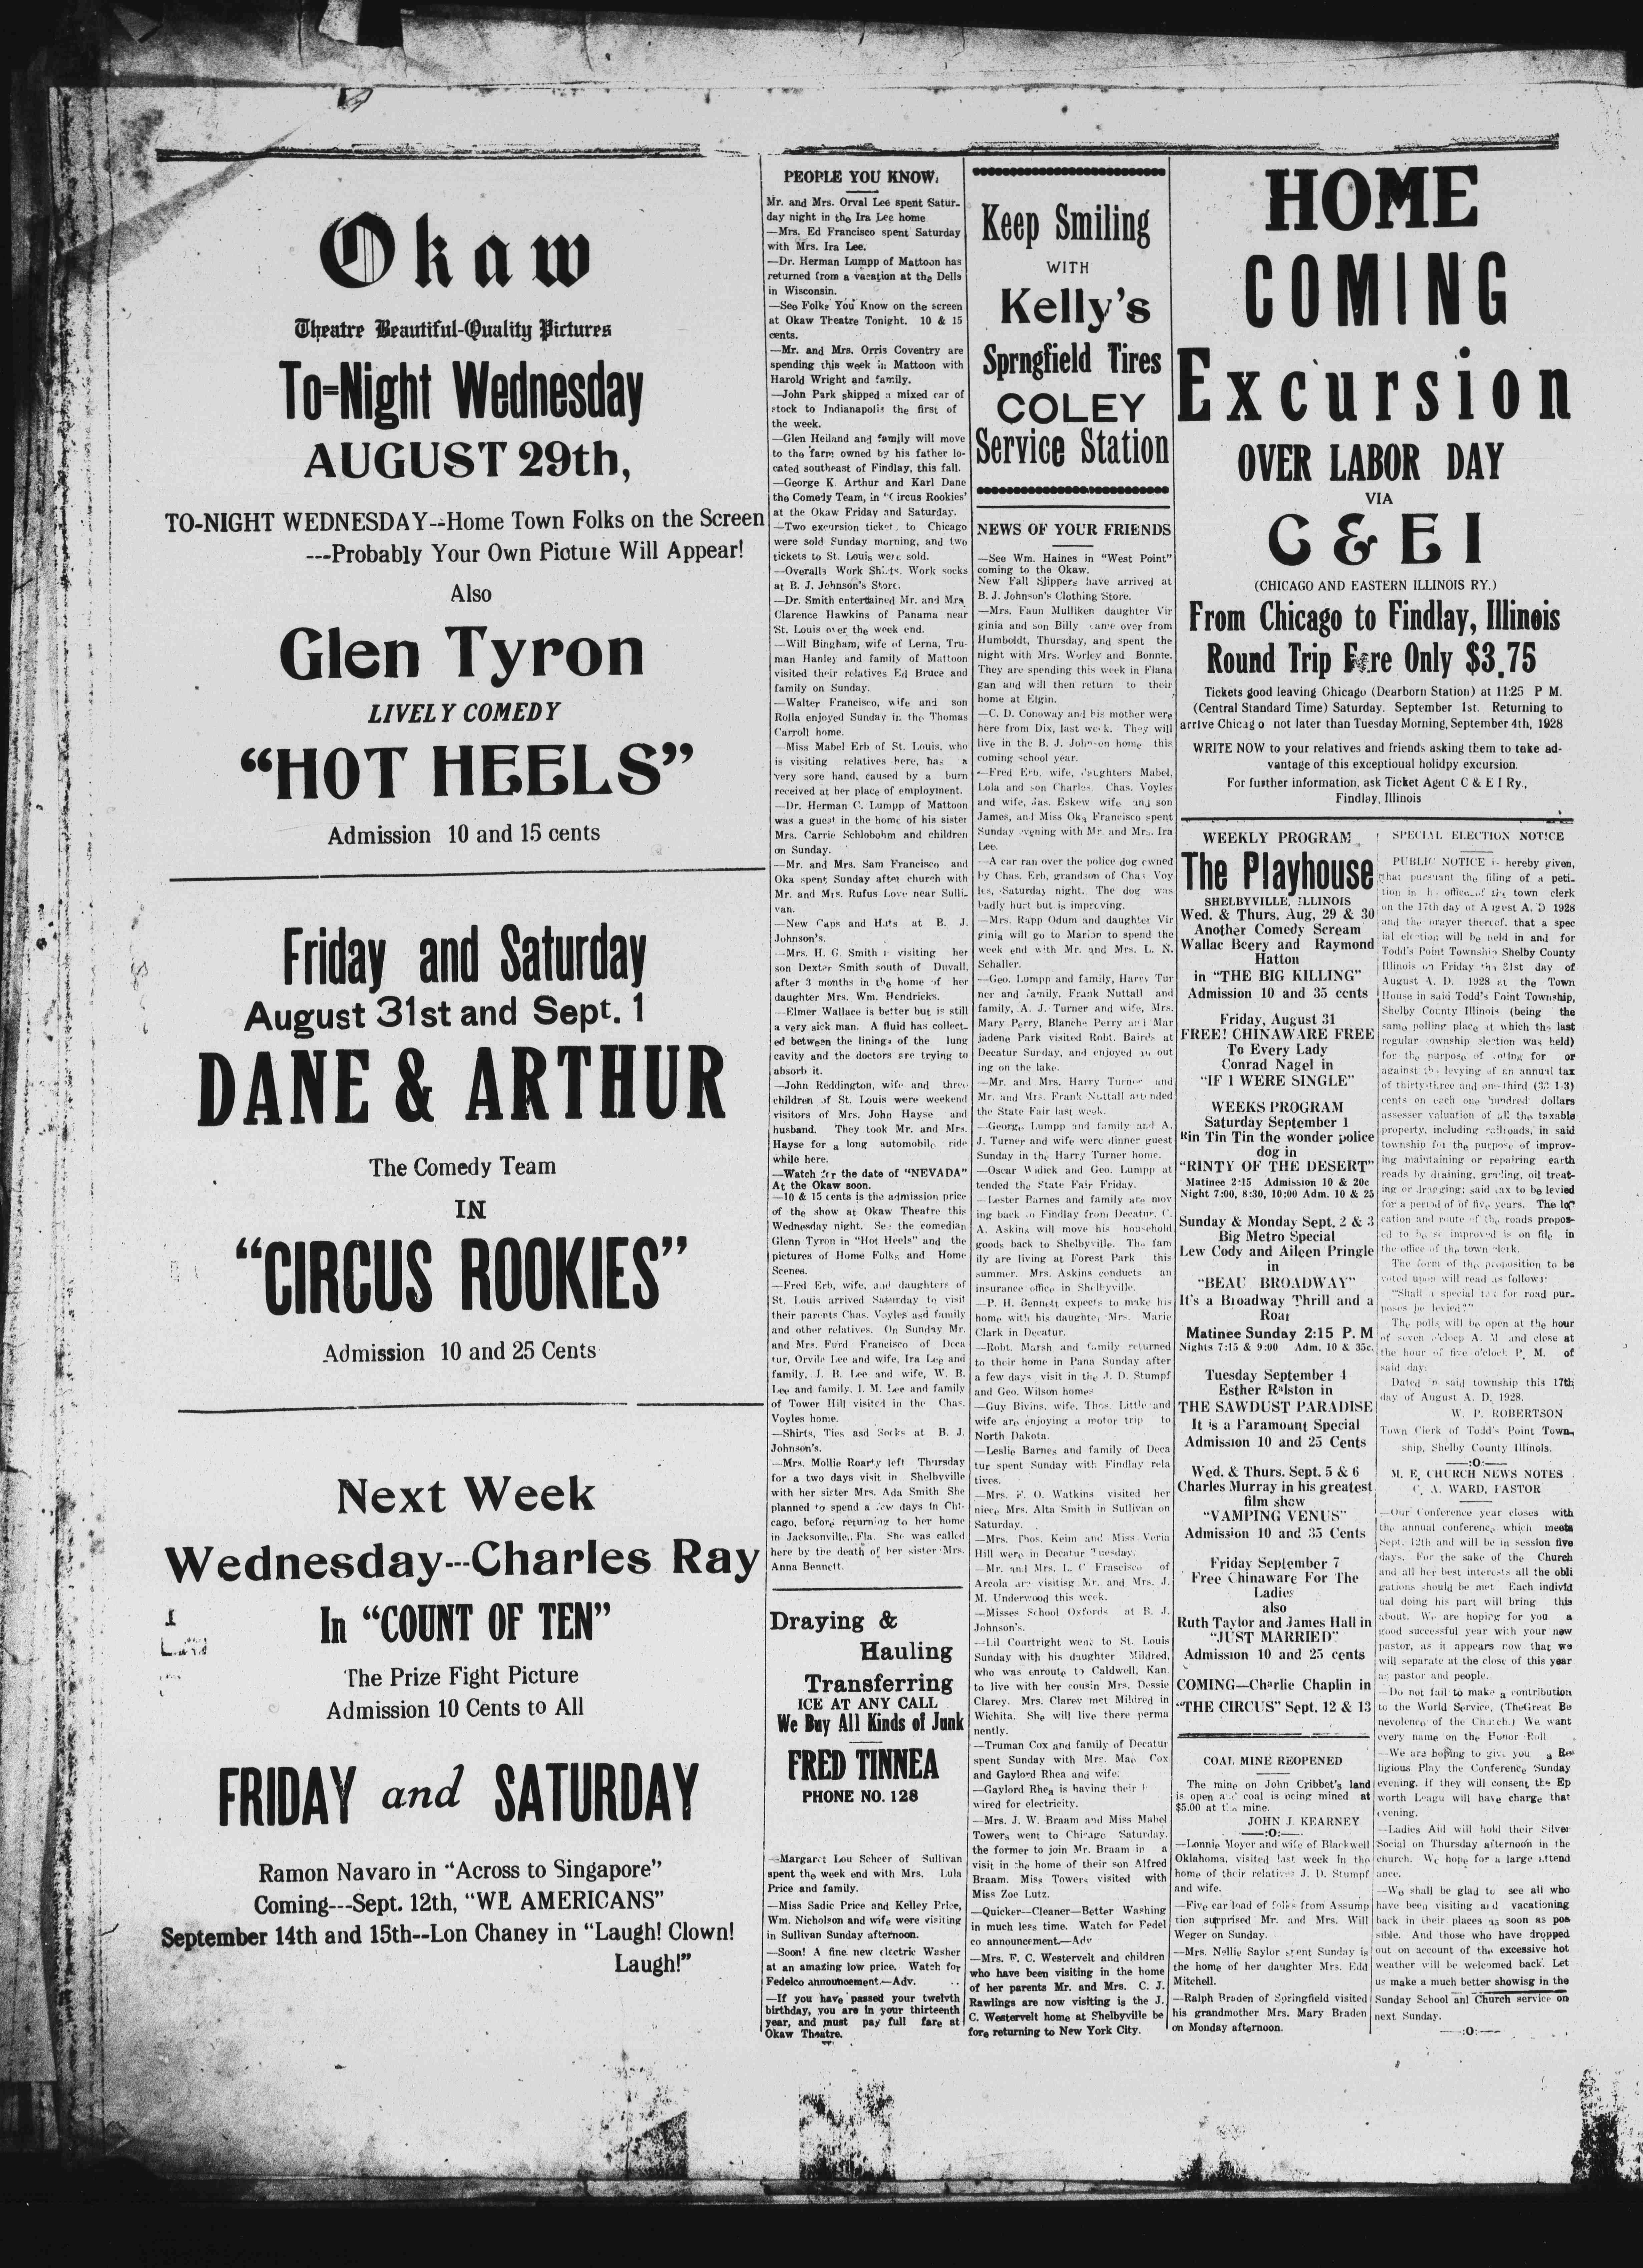 Okaw
Theatre Beautiful-Quality Pictures
To=Night Wednesday
AUGUST 29th,
TO-NIGHT WEDNESDAY--Home Town Folks on the Screen
---Probably Your Own Picture Will Appear!
Also
Glen Tyron
LIVELY COMEDY
“HOT HEELS”
Admission 10 and 15 cents
Friday and Saturday
August 31st and Sept. 1
DANE & ARTHUR
The Comedy Team
IN
“CIRCUS ROOKIES”
Admission 10 and 25 Cents
Next Week
Wednesday---Charles Ray
In “COUNT OF TEN”
The Prize Fight Picture
Admission 10 Cents to All
FRIDAY and SATURDAY
Ramon Navaro in “Across to Singapore”
Coming---Sept. 12th, “WE AMERICANS”
September 14th and 15th--Lon Chaney in “Laugh! Clown!
Laugh!”
PEOPLE YOU KNOW.
Mr. and Mrs. Orval Lee spent Satur-
day night in the Ira Lee home
—Mrs. Ed Francisco spent Saturday
with Mrs. Ira Lee.
—Dr. Herman Lumpp of Mattoon has
returned from a vacation at the Dells
in Wisconsin.
—See Folks You Know on the screen
at Okaw Theatre Tonight. 10 & 15
cents.
—Mr. and Mrs. Orris Coventry are
spending this week in Mattoon with
Harold Wright and family.
—John Park shipped a mixed car of
stock to Indianapolis the first of
the week.
—Glen Heiland and family will move
to the farm owned by his father lo-
cated southeast of Findlay, this fall.
—George K. Arthur and Karl Dane
the Comedy Team, in “Circus Rookies’
at the Okaw Friday and Saturday.
—Two excursion ticket, to Chicago
were sold Sunday morning, and two
tickets to St. Louis were sold.
—Overalls Work Shirts. Work socks
at B. J. Johnson's Store.
—Dr. Smith entertained Mr. and Mrs
Clarence Hawkins of Panama near
St. Louis over the week end.
—Will Bingham, wife of Lerna, Tru-
man Hanley and family of Mattoon
visited their relatives Ed Bruce and
family on Sunday.
—Walter Francisco, wife and son
Rolla enjoyed Sunday in the Thomas
Carroll home.
—Miss Mabel Erb of St. Louis, who
is visiting relatives here, has a
very sore hand, caused by a burn
received at her place of employment.
—Dr. Herman C. Lumpp of Mattoon
was a guest in the home of his sister
Mrs. Carrie Schlobohm and children
on Sunday.
—Mr. and Mrs. Sam Francisco and
Oka spent Sunday after church with
Mr. and Mrs. Rufus Love near Sulli-
van.
—New Caps and Hats at B. J.
Johnson's.
—Mrs. H. G. Smith i visiting her
son Dexter Smith south of Duvall,
after 3 months in the home of her
daughter Mrs. Wm. Hendricks.
—Elmer Wallace is better but is still
a very sick man. A fluid has collect-
ed between the linings of the lung
cavity and the doctors are trying to
absorb it.
—John Reddington, wife and three
children of St. Louis were weekend
visitors of Mrs. John Hayse and
husband. They took Mr. and Mrs.
Hayse for a long automobile ride
while here.
—Watch for the date of “NEVADA”
At the Okaw soon.
—10 & 15 cents is the admission price
of the show at Okaw Theatre this
Wednesday night. See the comedian
Glenn Tyron in “Hot Heels” and the
pictures of Home Folks and Home
Scenes.
—Fred Erb, wife, and daughters of
St. Louis arrived Saturday to visit
their parents Chas. Voyles asd family
and other relatives. On Sunday Mr.
and Mrs. Furd Francisco of Deca
tur, Orvile Lee and wife, Ira Lee and
family, J. B. Lee and wife, W. B.
Lee and family, I. M. Lee and family
of Tower Hill visited in the Chas.
Voyles home.
—Shirts, Ties asd Socks at B. J.
Johnson's.
—Mrs. Mollie Roarty left Thursday
for a two days visit in Shelbyville
with her sister Mrs. Ada Smith She
planned to spend a few days in Chi-
cago, before returning to her home
in Jacksonville, Fla. She was called
here by the death of her sister Mrs.
Anna Bennett.
Draying &
Hauling
Transferring
ICE AT ANY CALL
We Buy All Kinds of Junk
FRED TINNEA
PHONE NO. 128
—Margaret Lou Scheer of Sullivan
spent the week end with Mrs. Lula
Price and family.
—Miss Sadic Price and Kelley Price,
Wm. Nicholson and wife were visiting
in Sullivan Sunday afternoon.
—Soon! A fine new electric Washer
at an amazing low price. Watch for
Fedelco announcement.—Adv.
—If you have passed your twelvth
birthday, you are in your thirteenth
year, and must pay full fare at
Okaw Theatre.
Keep Smiling
WITH
Kelly's
Sprngfield Tires
COLEY
Service Station
NEWS OF YOUR FRIENDS
—See Wm. Haines in “West Point”
coming to the Okaw.
New Fall Slippers have arrived at
B. J. Johnson's Clothing Store.
—Mrs. Faun Mulliken daughter Vir
ginia and son Billy came over from
Humboldt, Thursday, and spent the
night with Mrs. Worley and Bonnie.
They are spending this week in Flana
gan and will then return to their
home at Elgin.
—C. D. Conoway and his mother were
here from Dix, last week. They will
live in the B. J. Johnson home this
coming school year.
—Fred Erb, wife, daughters Mabel,
Lola and son Charles. Chas. Voyles
and wife, Jas. Eskew wife and son
James, and Miss Oka Francisco spent
Sunday evening with Mr. and Mrs. Ira
Lee.
—A car ran over the police dog owned
by Chas. Erb, grandson of Chas Voy
les, Saturday night. The dog was
badly hurt but is improving.
—Mrs. Rapp Odum and daughter Vir
ginia will go to Marion to spend the
week end with Mr. and Mrs. L. N.
Schaller.
—Geo. Lumpp and family, Harry Tur
ner and family, Frank Nuttall and
family, A. J. Turner and wife, Mrs.
Mary Perry, Blanche Perry and Mar
jadene Park visited Robt. Bairds at
Decatur Sunday, and enjoyed an out
ing on the lake.
—Mr. and Mrs. Harry Turner and
Mr. and Mrs. Frank Nuttall attended
the State Fair last week.
—George Lumpp and family and A.
J. Turner and wife were dinner guest
Sunday in the Harry Turner home.
—Oscar Widick and Geo. Lumpp at
tended the State Fair Friday.
—Lester Parnes and family are mov
ing back to Findlay from Decatur. C.
A. Askins will move his household
goods back to Shelbyville. The fam
ily are living at Forest Park this
summer. Mrs. Askins conducts an
insurance office in Shelbyville.
—P. H. Bennett expects to make his
home with his daughter Mrs. Marie
Clark in Decatur.
—Robt. Marsh and family returned
to their home in Pana Sunday after
a few days visit in the J. D. Stumpf
and Geo. Wilson homes
—Guy Bivins, wife, Thos. Little and
wife are enjoying a motor trip to
North Dakota.
—Leslie Barnes and family of Deca
tur spent Sunday with Findlay rela
tives.
—Mrs. F. O. Watkins visited her
niece Mrs. Alta Smith in Sullivan on
Saturday.
—Mrs. Thos. Keim and Miss Veria
Hill were in Decatur Tuesday.
—Mr. and Mrs. L. C Frascisco of
Arcola are visitisg Mr. and Mrs. J.
M. Underwood this week.
—Misses School Oxfords at B. J.
Johnson's.
—Lil Courtright went to St. Louis
Sunday with his daughter Mildred,
who was enroute to Caldwell, Kan.
to live with her cousin Mrs. Dessie
Clarey. Mrs. Clarev met Mildred in
Wichita. She will live there perma
nently.
—Truman Cox and family of Decatur
spent Sunday with Mrs. Mae Cox
and Gaylord Rhea and wife.
—Gaylord Rhea is having their
wired for electricity.
—Mrs. J. W. Braam and Miss Mabel
Towers went to Chicago Saturday.
the former to join Mr. Braam in a
visit in the home of their son Alfred
Braam. Miss Towers visited with
Miss Zoe Lutz.
—Quicker—Cleaner—Better Washing
in much less time. Watch for Fedel
co announcement.—Adv
—Mrs. F. C. Westervelt and children
who have been visiting in the home
of her parents Mr. and Mrs. C. J.
Rawlings are now visiting is the J.
C. Westervelt home at Shelbyville be
fore returning to New York City.
HOME
COMING
Excursion
OVER LABOR DAY
VIA
C & E I
(CHICAGO AND EASTERN ILLINOIS RY.)
From Chicago to Findlay, Illinois
Round Trip Fare Only $3.75
Tickets good leaving Chicago (Dearborn Station) at 11:25 P M.
(Central Standard Time) Saturday. September 1st. Returning to
arrive Chicago not later than Tuesday Morning, September 4th, 1928
WRITE NOW to your relatives and friends asking them to take ad-
vantage of this exceptioual holidpy excursion.
For further information, ask Ticket Agent C & E I Ry.,
Findlay, Illinois
WEEKLY PROGRAM
The Playhouse
SHELBYVILLE, ILLINOIS
Wed. & Thurs. Aug, 29 & 30
Another Comedy Scream
Wallac Beery and Raymond
Hatton
in “THE BIG KILLING”
Admission 10 and 35 cents
Friday, August 31
FREE! CHINAWARE FREE
To Every Lady
Conrad Nagel in
“IF I WERE SINGLE”
WEEKS PROGRAM
Saturday September 1
Rin Tin Tin the wonder police
dog in
“RINTY OF THE DESERT”
Matinee 2:15 Admission 10 & 20c
Night 7:00, 8:30, 10:00 Adm. 10 & 25
Sunday & Monday Sept. 2 & 3
Big Metro Special
Lew Cody and Aileen Pringle
in
“BEAU BROADWAY”
It's a Broadway Thrill and a
Roar
Matinee Sunday 2:15 P. M
Nights 7:15 & 9:00 Adm. 10 & 35c.
Tuesday September 4
Esther Ralston in
THE SAWDUST PARADISE
It is a Paramount Special
Admission 10 and 25 Cents
Wed. & Thurs. Sept. 5 & 6
Charles Murray in his greatest
film show
“VAMPING VENUS”
Admission 10 and 35 Cents
Friday September 7
Free Chinaware For The
Ladies
also
Ruth Taylor and James Hall in
“JUST MARRIED”
Admission 10 and 25 cents
COMING—Charlie Chaplin in
“THE CIRCUS” Sept. 12 & 13
COAL MINE REOPENED
The mine on John Cribbet's land
is open and coal is being mined at
$5.00 at the mine.
JOHN J. KEARNEY
—:O:—
—Lonnie Moyer and wife of Blackwell
Oklahoma, visited last week in the
home of their relatives J. D. Stumpf
and wife.
—Five car load of folks from Assump
tion surprised Mr. and Mrs. Will
Weger on Sunday.
—Mrs. Nellie Saylor spent Sunday is
the home of her daughter Mrs. Edd
Mitchell.
—Ralph Braden of Springfield visited
his grandmother Mrs. Mary Braden
on Monday afternoon.
SPECIAL ELECTION NOTICE
PUBLIC NOTICE is hereby given,
that pursuant the filing of a peti-
tion in the office of the town clerk
on the 17th day of August A. D 1928
and the prayer thereof, that a spec
ial election will be held in and for
Todd's Point Township Shelby County
Illinois on Friday the 31st day of
August A. D. 1928 at the Town
House in said Todd's Point Township,
Shelby County Illinois (being the
same polling place at which the last
regular township election was held)
for the purpose of voting for or
against the levying of an annual tax
of thirty-three and one-third (33 1-3)
cents on each one hundred dollars
assesser valuation of all the taxable
property, including railroads, in said
township for the purpose of improv-
ing maintaining or repairing earth
roads by draining, grading, oil treat-
ing or dragging; said tax to be levied
for a period of of five years. The lo
cation and route of the roads propos-
ed to be so improved is on file in
the office of the town clerk.
The form of the proposition to be
voted upon will read as follows:
“Shall a special tax for road pur-
poses be levied?”
The polls will be open at the hour
of seven o'clocp A. M and close at
the hour of five o'clock P. M. of
said day.
Dated in said township this 17th
day of August A. D. 1928.
W. P. ROBERTSON
Town Clerk of Todd's Point Town-
ship, Shelby County Illinols.
—:O:—
M. E. CHURCH NEWS NOTES
C. A. WARD, PASTOR
—Our Conference year closes with
the annual conference which meets
Sept. 12th and will be in session five
days. For the sake of the Church
and all her best interests all the obli
gations should be met Each individ
ual doing his part will bring this
about. We are hoping for you a
good successful year with your new
pastor, as it appears now that we
will separate at the close of this year
as pastor and people.
—Do not fail to make a contribution
to the World Service, (TheGreat Be
nevolence of the Church.) We want
every name on the Honor Roll
—We are hoping to give you a Re
ligious Play the Conference Sunday
evening, if they will consent the Ep
worth Leagu will have charge that
evening.
—Ladies Aid will hold their Silver
Social on Thursday afternoon in the
church. We hope for a large attend
ance.
—We shall be glad to see all who
have been visiting and vacationing
back in their places as soon as pos
sible. And those who have dropped
out on account of the excessive hot
weather will be welcomed back. Let
us make a much better showisg in the
Sunday School anl Church service on
next Sunday.
—:O:—